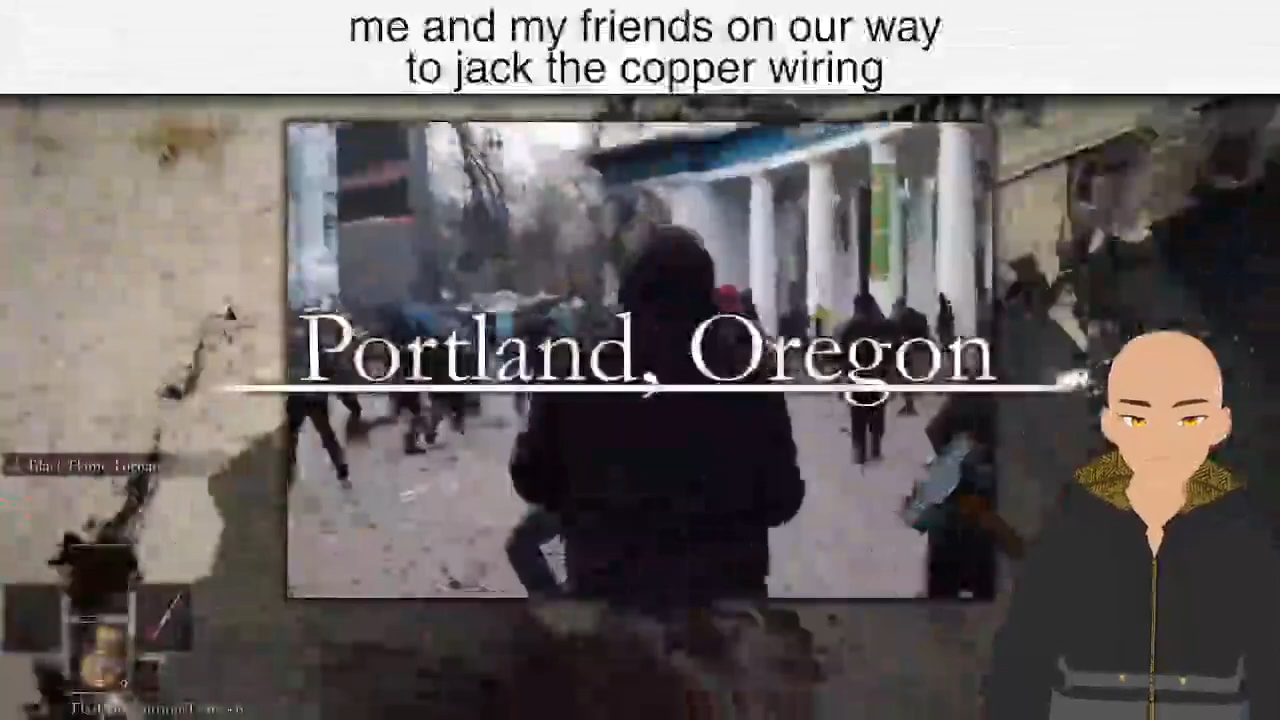 me and my friends on our way
to jack the copper wiring
Portland, Oregon